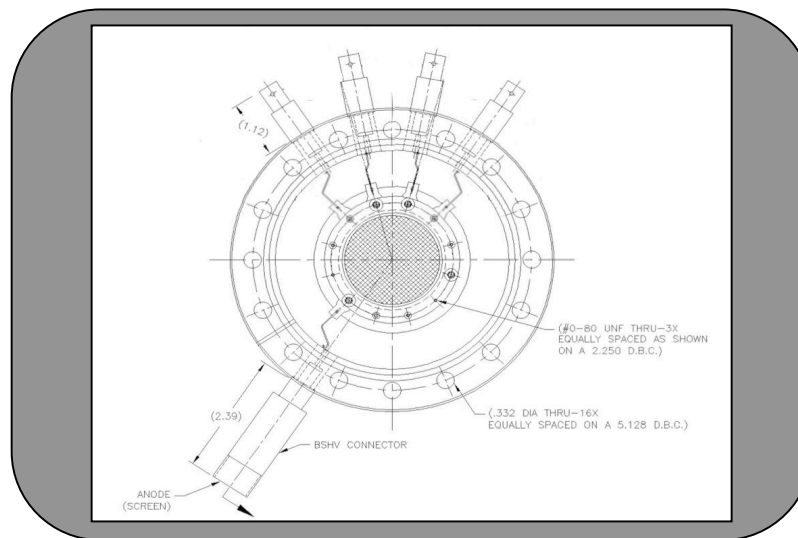 (1.12)
(#0-80 UNF THRU-3X
EQUALLY SPACED AS SHOWN
ON A 2.250 D.B.C.)
(.332 DIA THRU-16X
EQUALLY SPACED ON A 5.128 D.B.C.)
(2.39)
BSHV CONNECTOR
ANODE
(SCREEN)